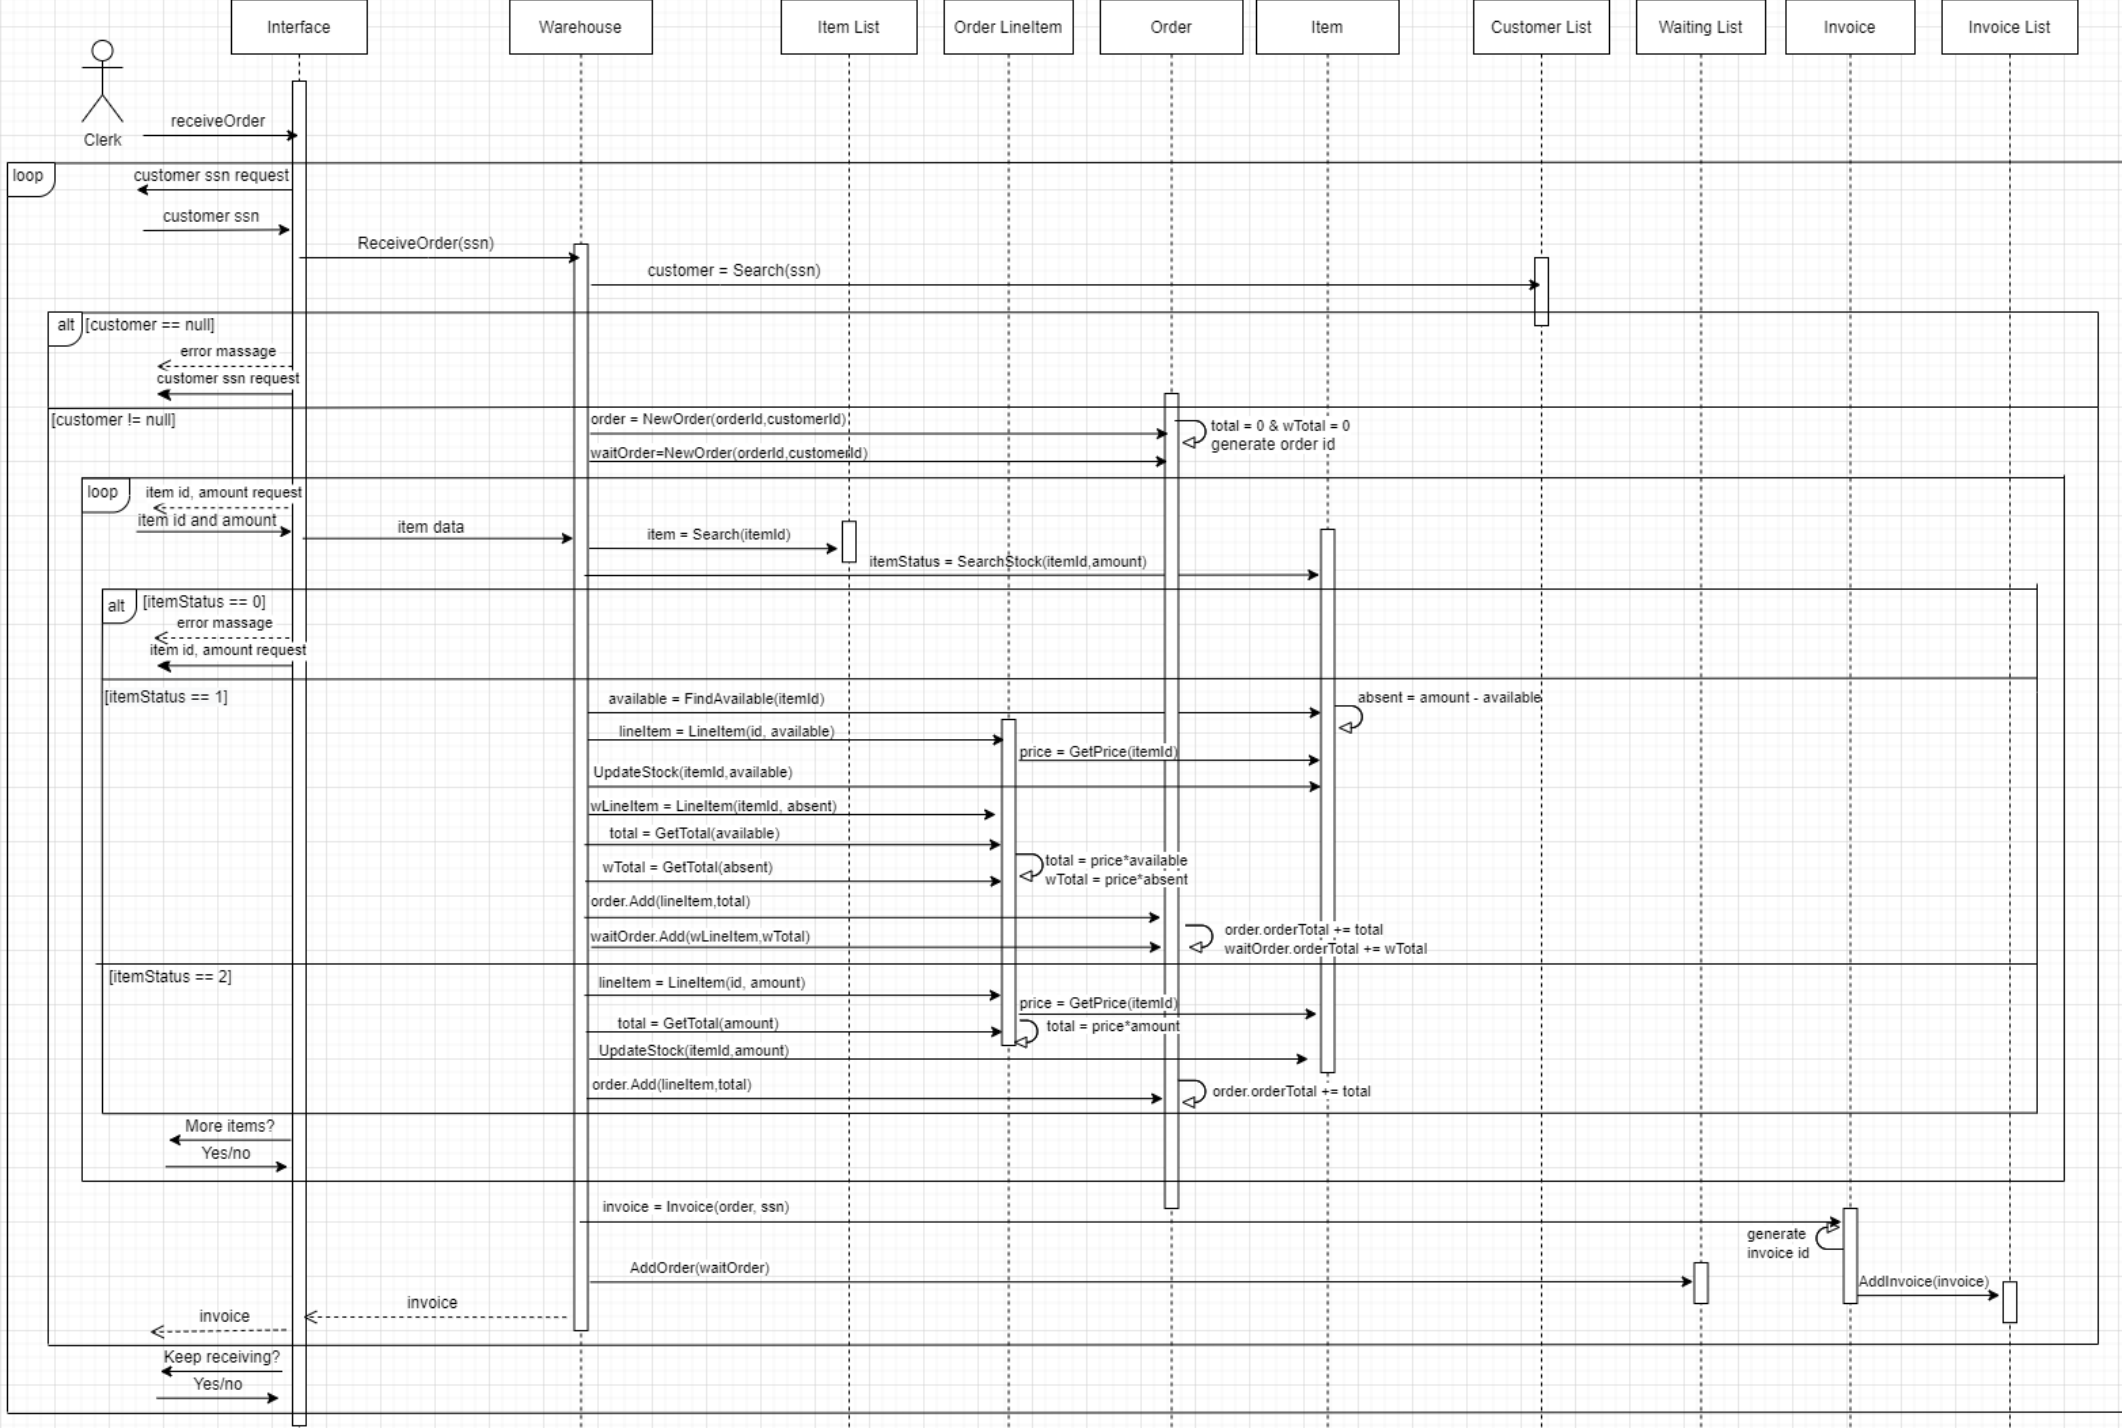 Interface
Warehouse
Item List
Order LineItem
Order
Item
Customer List
Waiting List
Invoice
Invoice List
Clerk
receiveOrder
loop
customer ssn request
customer ssn
ReceiveOrder(ssn)
customer = Search(ssn)
alt
[customer == null]
error massage
customer ssn request
[customer != null]
order = NewOrder(orderId,customerId)
total = 0 & wTotal = 0
generate order id
waitOrder=NewOrder(orderId,customerId)
loop
item id, amount request
item id and amount
item data
item = Search(itemId)
itemStatus = SearchStock(itemId,amount)
alt
[itemStatus == 0]
error massage
item id, amount request
[itemStatus == 1]
available = FindAvailable(itemId)
absent = amount - available
lineItem = LineItem(id, available)
price = GetPrice(itemId)
UpdateStock(itemId,available)
wLineItem = LineItem(itemId, absent)
total = GetTotal(available)
wTotal = GetTotal(absent)
total = price*available
wTotal = price*absent
order.Add(lineItem,total)
waitOrder.Add(wLineItem,wTotal)
order.orderTotal += total
waitOrder.orderTotal += wTotal
[itemStatus == 2]
lineItem = LineItem(id, amount)
price = GetPrice(itemId)
total = GetTotal(amount)
total = price*amount
UpdateStock(itemId,amount)
order.Add(lineItem,total)
order.orderTotal += total
More items?
Yes/no
invoice = Invoice(order, ssn)
generate
invoice id
AddOrder(waitOrder)
AddInvoice(invoice)
invoice
invoice
Keep receiving?
Yes/no